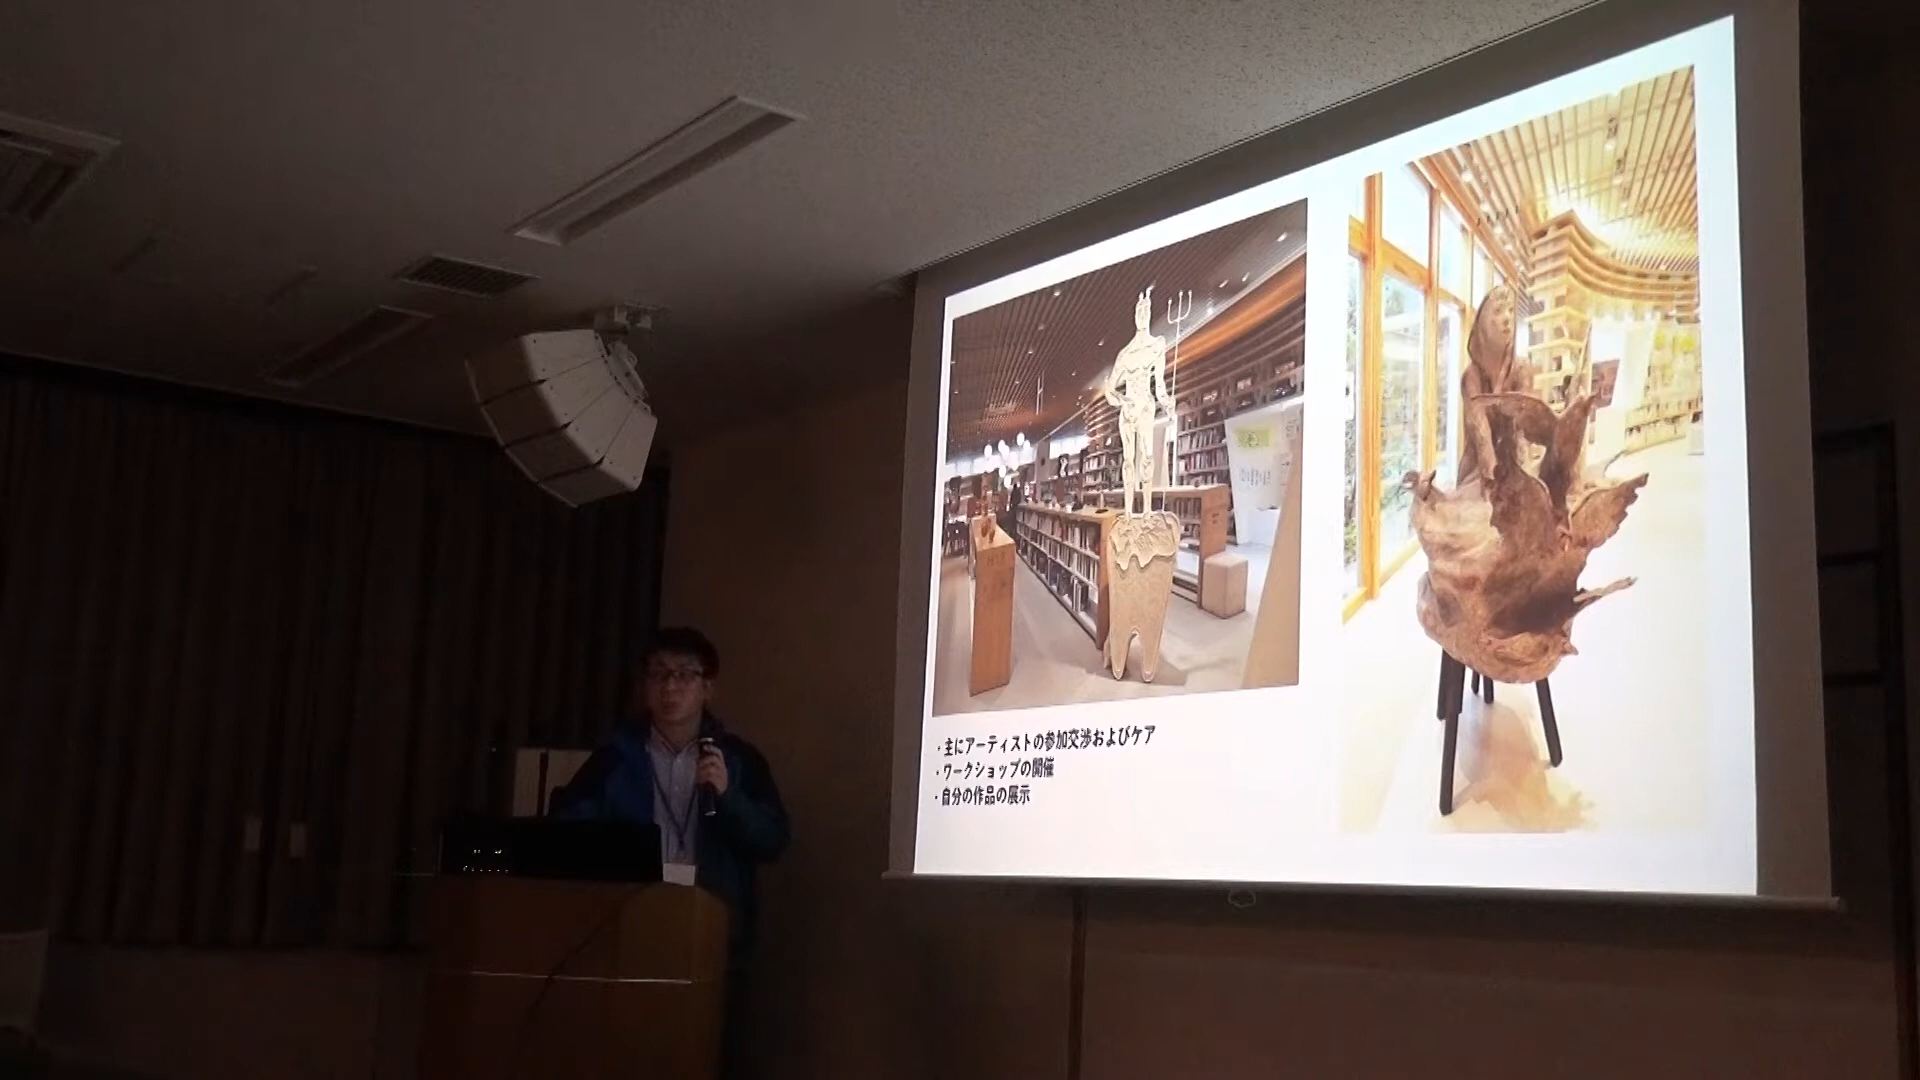 ・主にアーティストの参加交渉およびケア
・ワークショップの開催
・自分の作品の展示